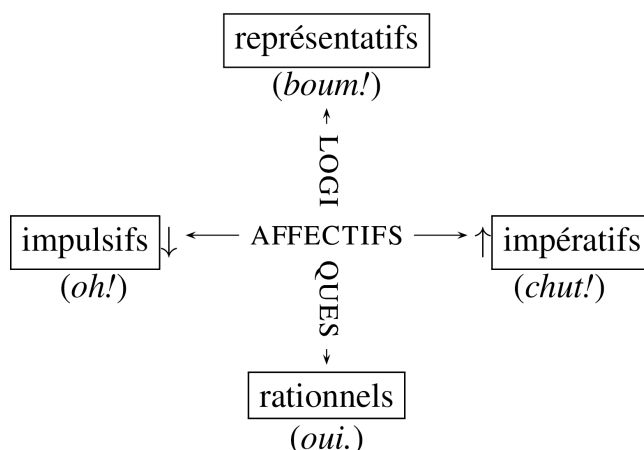 représentatifs
(boum!)
LOGI
impulsifs ↓ ← AFFECTIFS → ↑ impératifs
(oh!) (chut!)
QUES
rationnels
(oui.)